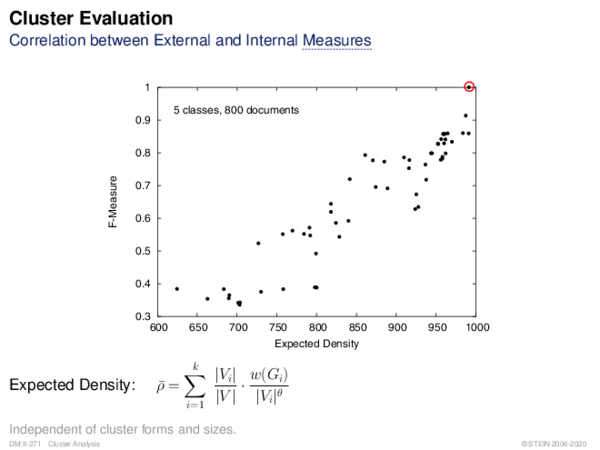 Cluster Evaluation
Correlation between External and Internal Measures
1
0.9
0.8
0.7
0.6
0.5
0.4
0.3
F-Measure
5 classes, 800 documents
600 650 700 750 800 850 900 950 1000
Expected Density
Expected Density: ρ̄ = ∑_{i=1}^{k} |V_i|/|V| · w(G_i)/|V_i|^θ
Independent of cluster forms and sizes.
DM:II-271 Cluster Analysis ©STEIN 2006-2020